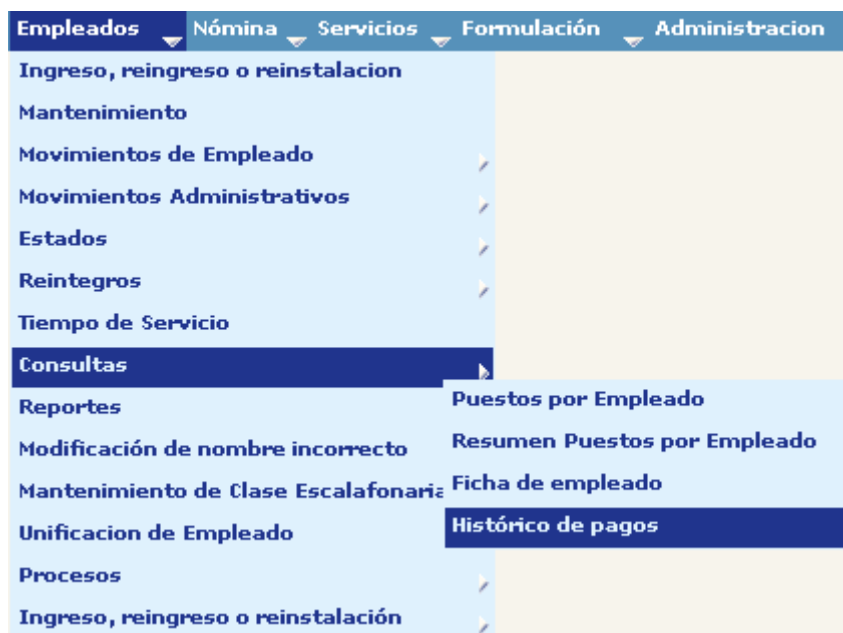 Empleados Nómina Servicios Formulación Administracion
Ingreso, reingreso o reinstalacion
Mantenimiento
Movimientos de Empleado
Movimientos Administrativos
Estados
Reintegros
Tiempo de Servicio
Consultas
Reportes
Modificación de nombre incorrecto
Mantenimiento de Clase Escalafonaria
Unificacion de Empleado
Procesos
Ingreso, reingreso o reinstalación
Puestos por Empleado
Resumen Puestos por Empleado
Ficha de empleado
Histórico de pagos